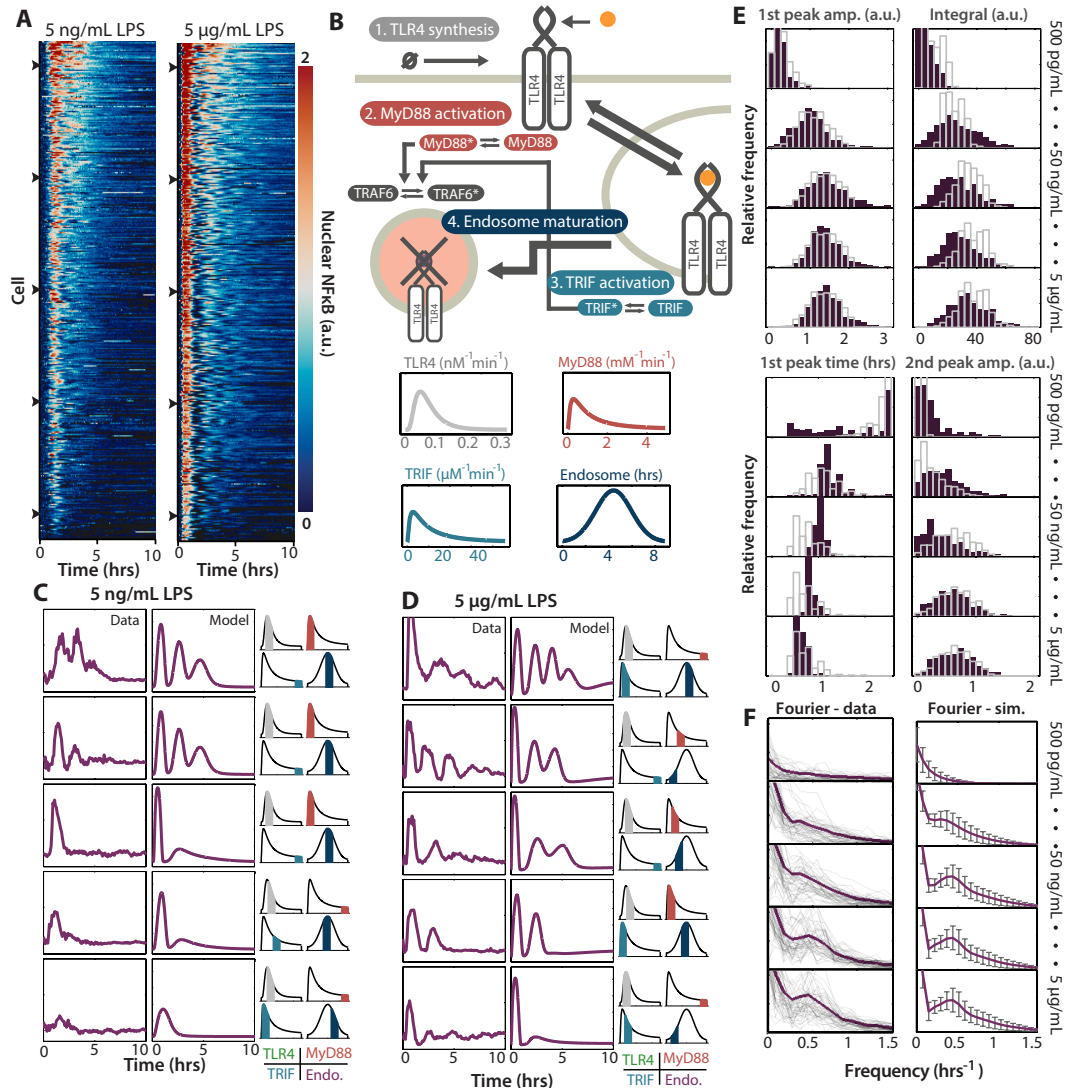 A
5 ng/mL LPS
5 µg/mL LPS
2
Cell
Nuclear NFκB (a.u.)
0
0 5 10
0 5 10
Time (hrs)
Time (hrs)
B
1. TLR4 synthesis
TLR4
TLR4
2. MyD88 activation
MyD88*
MyD88
TRAF6
TRAF6*
4. Endosome maturation
TLR4
TLR4
3. TRIF activation
TRIF*
TRIF
TLR4
TLR4
TLR4 (nM⁻¹min⁻¹)
MyD88 (mM⁻¹min⁻¹)
0 0.1 0.2 0.3
0 2 4
TRIF (µM⁻¹min⁻¹)
Endosome (hrs)
0 20 40
0 4 8
C
5 ng/mL LPS
Data
Model
0 5 10
0 5 10
Time (hrs)
TLR4
MyD88
TRIF
Endo.
D
5 µg/mL LPS
Data
Model
0 5 10
0 5 10
Time (hrs)
TLR4
MyD88
TRIF
Endo.
E
1st peak amp. (a.u.)
Integral (a.u.)
Relative frequency
500 pg/mL • • 50 ng/mL • • 5 µg/mL
0 1 2 3
0 40 80
1st peak time (hrs)
2nd peak amp. (a.u.)
Relative frequency
500 pg/mL • • 50 ng/mL • • 5 µg/mL
0 1 2
0 1 2
F
Fourier - data
Fourier - sim.
500 pg/mL • • 50 ng/mL • • 5 µg/mL
0 0.5 1 1.5
0 0.5 1 1.5
Frequency (hrs⁻¹)